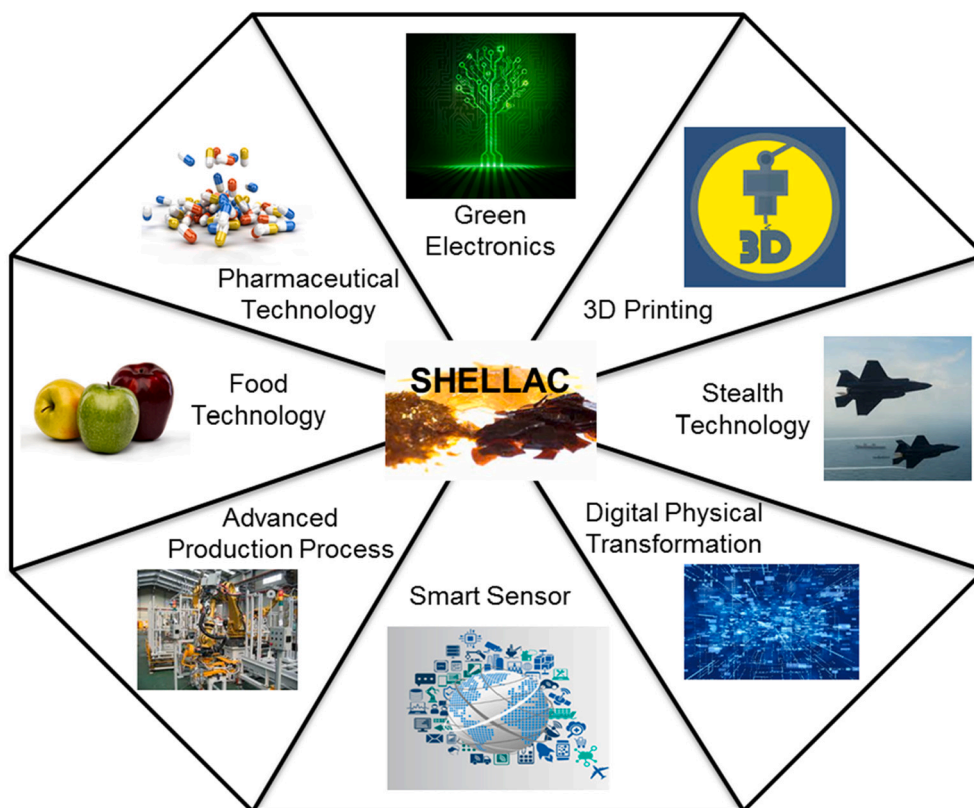 Green
Electronics
3D
3D Printing
Pharmaceutical
Technology
SHELLAC
Food
Technology
Stealth
Technology
Advanced
Production Process
Digital Physical
Transformation
Smart Sensor